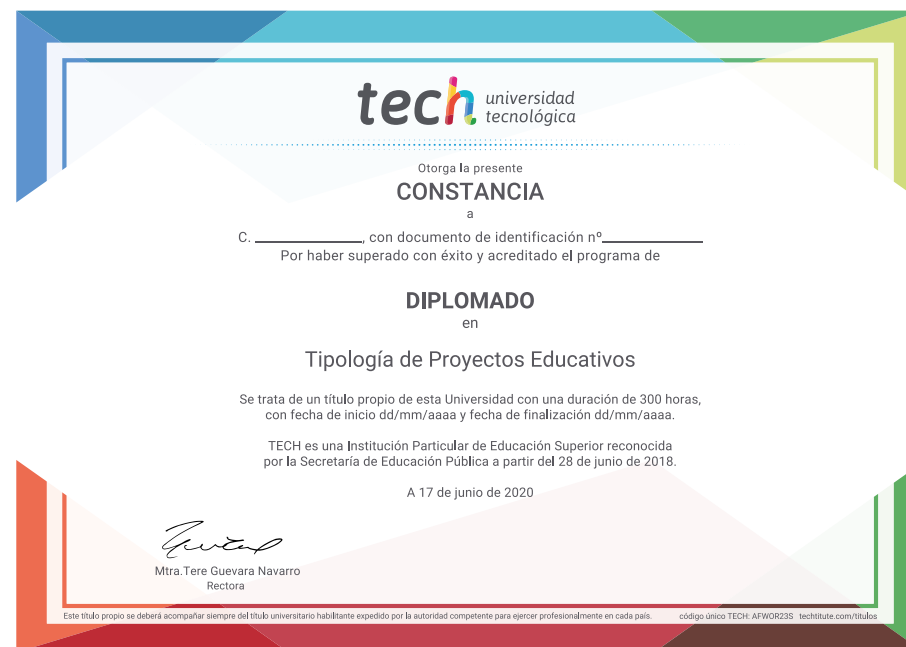 tech universidad
tecnológica
Otorga la presente
CONSTANCIA
a
C. ____________, con documento de identificación nº____________
Por haber superado con éxito y acreditado el programa de
DIPLOMADO
en
Tipología de Proyectos Educativos
Se trata de un título propio de esta Universidad con una duración de 300 horas,
con fecha de inicio dd/mm/aaaa y fecha de finalización dd/mm/aaaa.
TECH es una Institución Particular de Educación Superior reconocida
por la Secretaría de Educación Pública a partir del 28 de junio de 2018.
A 17 de junio de 2020
Mtra.Tere Guevara Navarro
Rectora
Este título propio se deberá acompañar siempre del título universitario habilitante expedido por la autoridad competente para ejercer profesionalmente en cada país. código único TECH: AFWOR23S techtitute.com/titulos